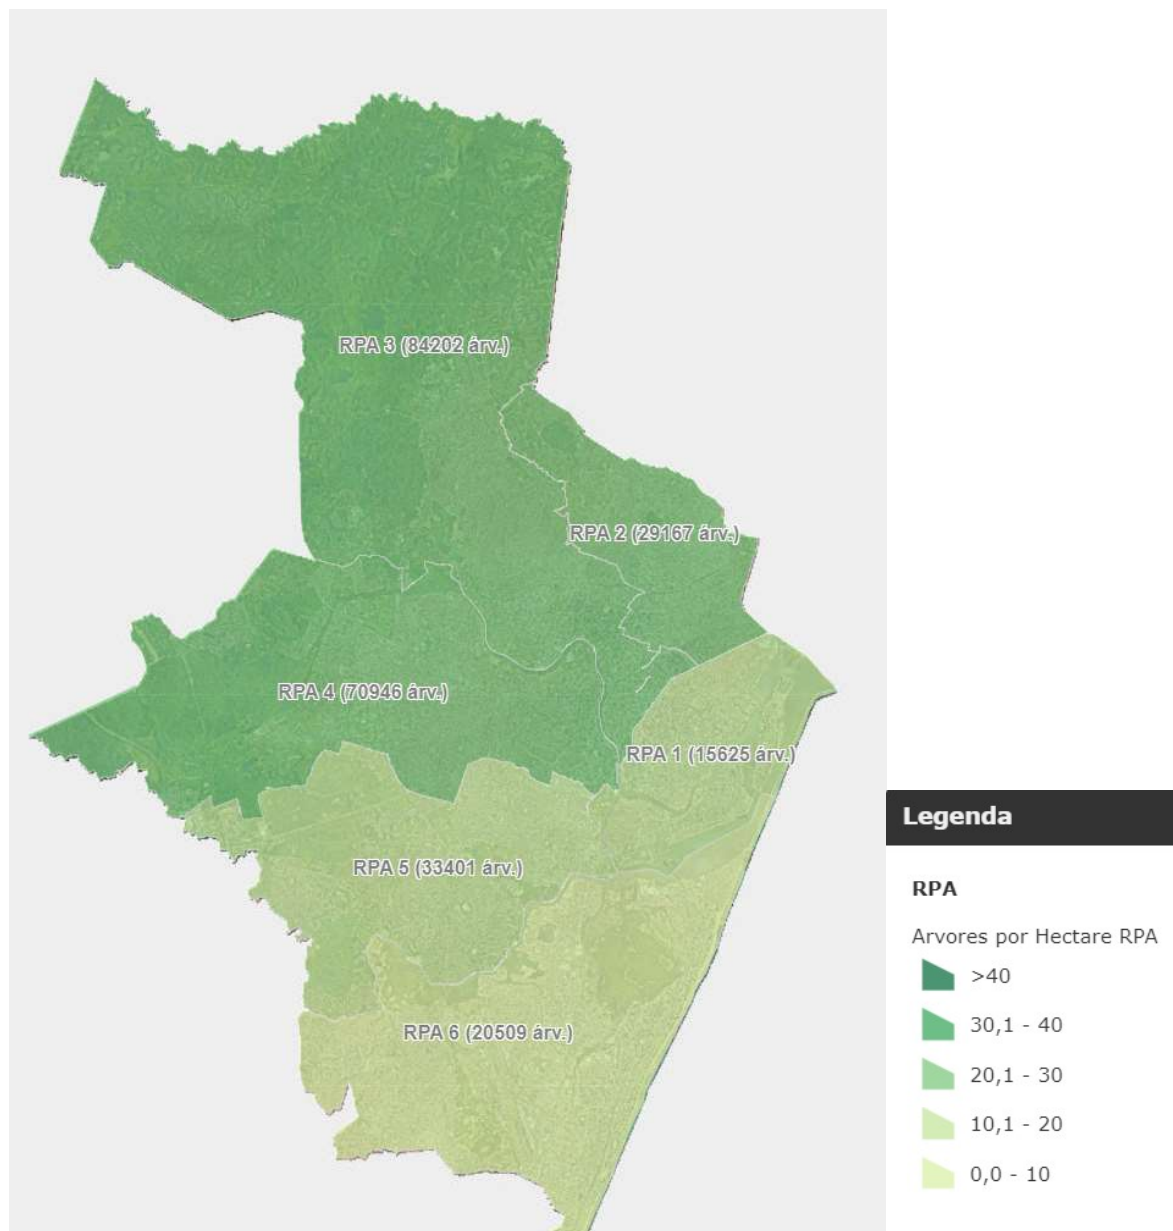 RPA 3 (84202 árv.)
RPA 2 (29167 árv.)
RPA 4 (70946 árv.)
RPA 1 (15625 árv.)
RPA 5 (33401 árv.)
RPA 6 (20509 árv.)
Legenda
RPA
Arvores por Hectare RPA
>40
30,1 - 40
20,1 - 30
10,1 - 20
0,0 - 10